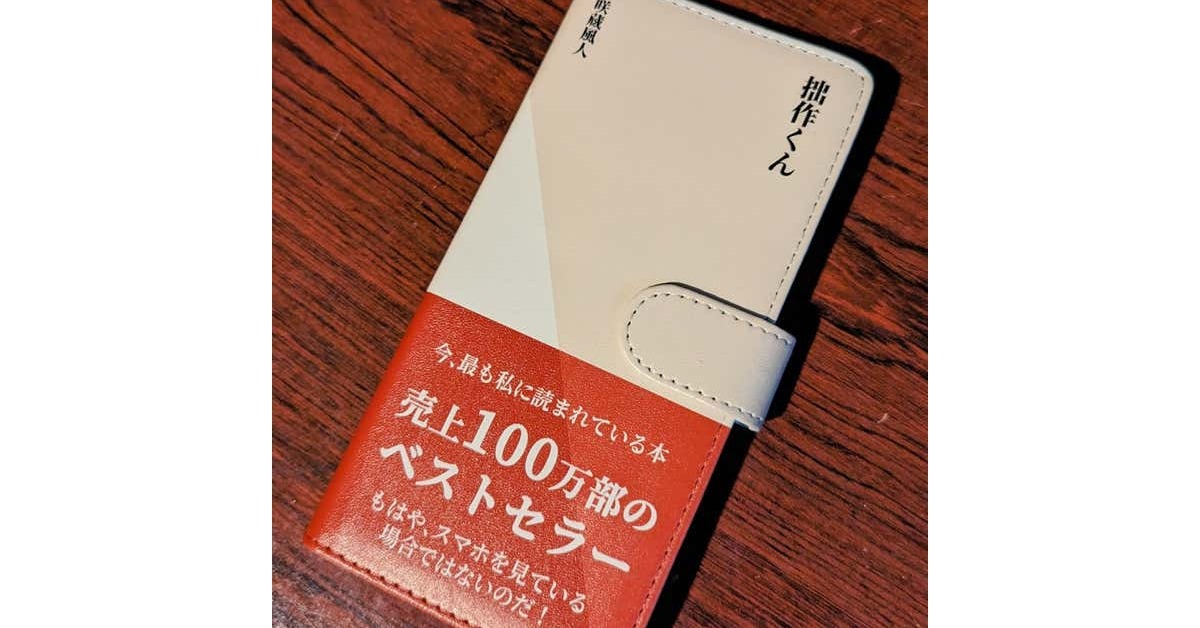 拙作くん
咲蔵風人
今、最も私に読まれている本
売上100万部の
ベストセラー
もはや、スマホを見ている
場合ではないのだ!